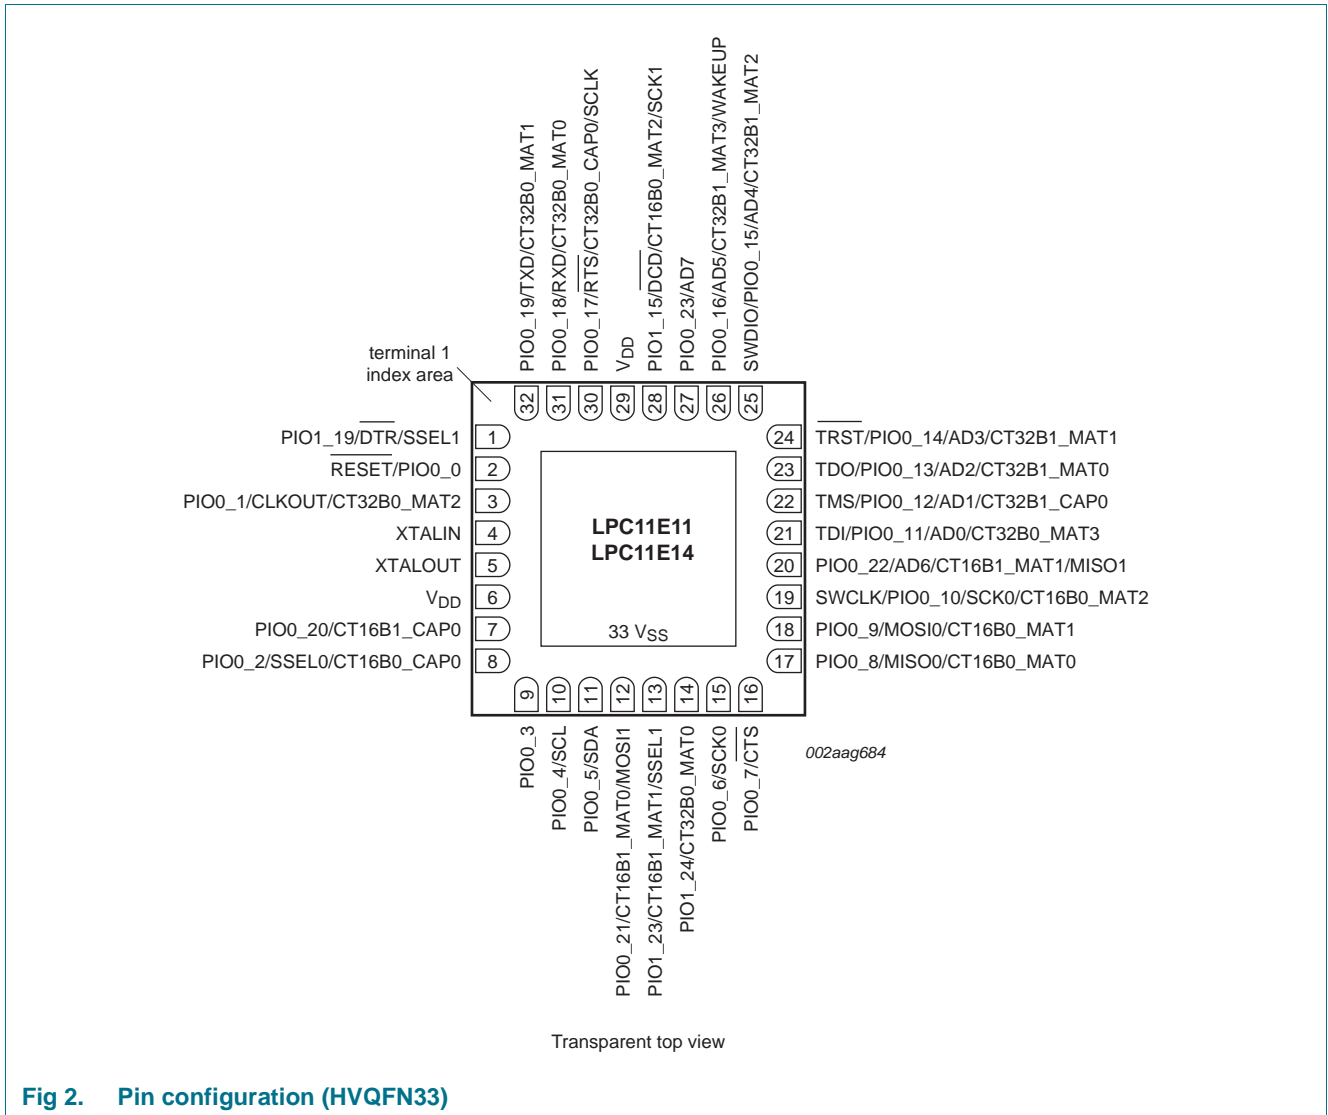 PIO0_19/TXD/CT32B0_MAT1
PIO0_18/RXD/CT32B0_MAT0
PIO0_17/RTS/CT32B0_CAP0/SCLK
VDD
PIO1_15/DCD/CT16B0_MAT2/SCK1
PIO0_23/AD7
PIO0_16/AD5/CT32B1_MAT3/WAKEUP
SWDIO/PIO0_15/AD4/CT32B1_MAT2
terminal 1
index area
32
31
30
29
28
27
26
25
PIO1_19/DTR/SSEL1 1
RESET/PIO0_0 2
PIO0_1/CLKOUT/CT32B0_MAT2 3
XTALIN 4
XTALOUT 5
VDD 6
PIO0_20/CT16B1_CAP0 7
PIO0_2/SSEL0/CT16B0_CAP0 8
LPC11E11
LPC11E14
33 VSS
24 TRST/PIO0_14/AD3/CT32B1_MAT1
23 TDO/PIO0_13/AD2/CT32B1_MAT0
22 TMS/PIO0_12/AD1/CT32B1_CAP0
21 TDI/PIO0_11/AD0/CT32B0_MAT3
20 PIO0_22/AD6/CT16B1_MAT1/MISO1
19 SWCLK/PIO0_10/SCK0/CT16B0_MAT2
18 PIO0_9/MOSI0/CT16B0_MAT1
17 PIO0_8/MISO0/CT16B0_MAT0
9
10
11
12
13
14
15
16
PIO0_3
PIO0_4/SCL
PIO0_5/SDA
PIO0_21/CT16B1_MAT0/MOSI1
PIO1_23/CT16B1_MAT1/SSEL1
PIO1_24/CT32B0_MAT0
PIO0_6/SCK0
PIO0_7/CTS
002aag684
Transparent top view
Fig 2. Pin configuration (HVQFN33)